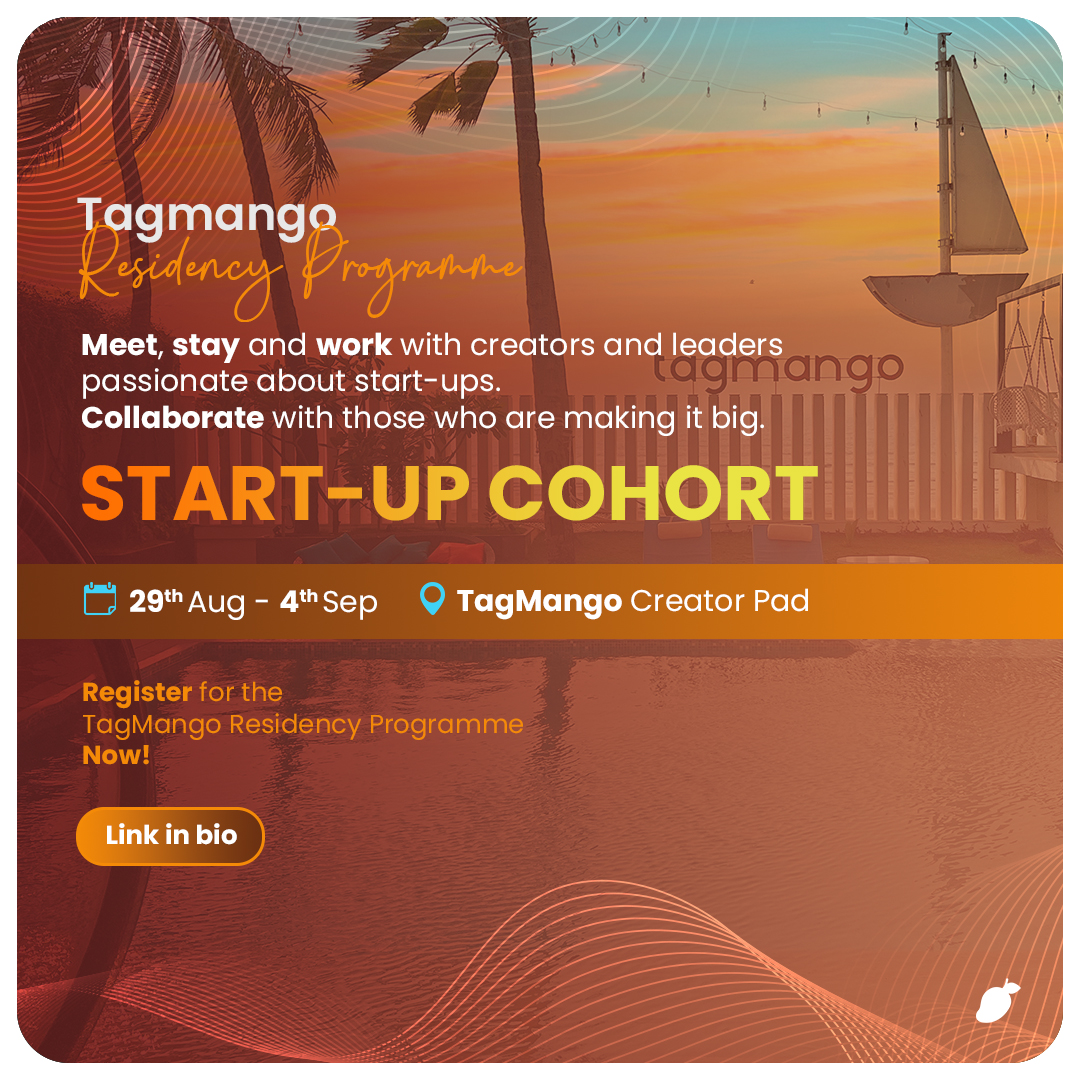 Tagmango
Residency Programme
Meet, stay and work with creators and leaders
passionate about start-ups.
Collaborate with those who are making it big.
tagmango
START-UP COHORT
29th Aug - 4th Sep
TagMango Creator Pad
Register for the
TagMango Residency Programme
Now!
Link in bio